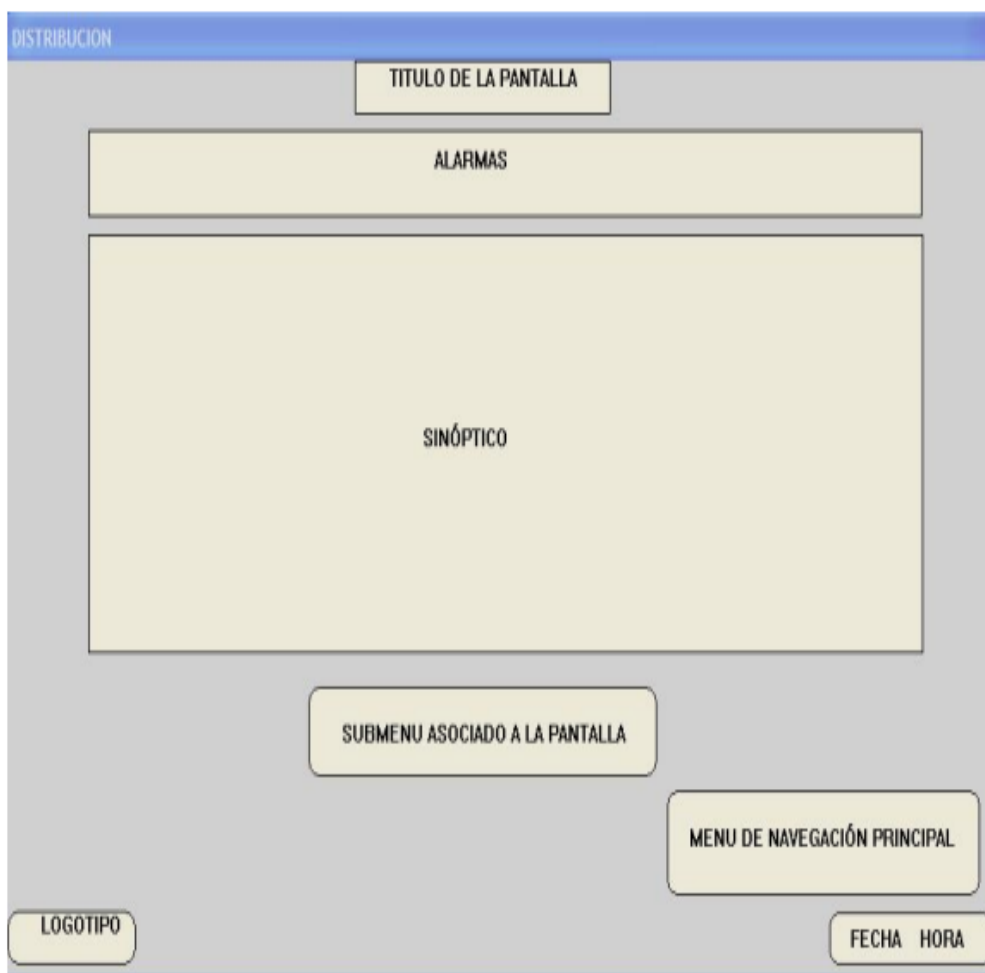 DISTRIBUCION
TITULO DE LA PANTALLA
ALARMAS
SINÓPTICO
SUBMENU ASOCIADO A LA PANTALLA
MENU DE NAVEGACIÓN PRINCIPAL
LOGOTIPO
FECHA HORA